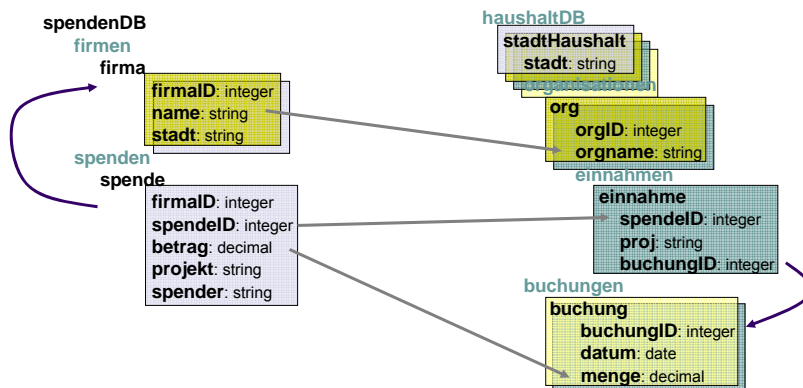 spendenDB
firmen
firma
firmaID: integer
name: string
stadt: string
spenden
spende
firmaID: integer
spendeID: integer
betrag: decimal
projekt: string
spender: string
haushaltDB
stadtHaushalt
stadt: string
organisationen
org
orgID: integer
orgname: string
einnahmen
einnahme
spendeID: integer
proj: string
buchungID: integer
buchungen
buchung
buchungID: integer
datum: date
menge: decimal